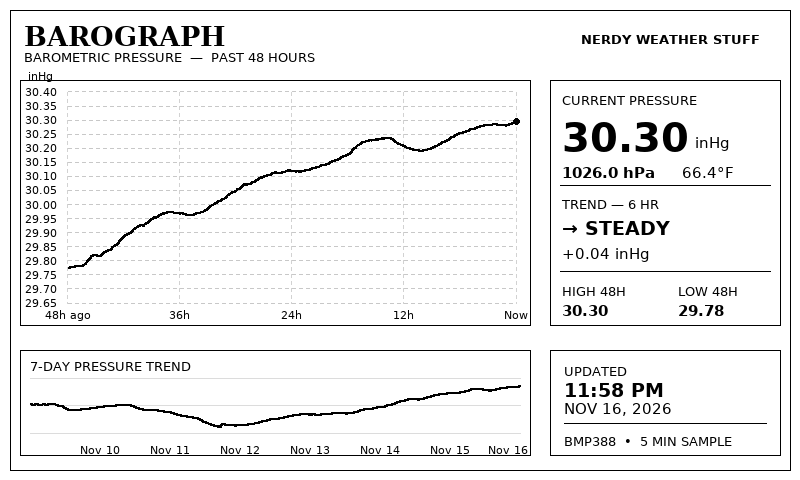 BAROGRAPH
BAROMETRIC PRESSURE — PAST 48 HOURS
NERDY WEATHER STUFF
inHg
30.40
30.35
30.30
30.25
30.20
30.15
30.10
30.05
30.00
29.95
29.90
29.85
29.80
29.75
29.70
29.65
48h ago 36h 24h 12h Now
CURRENT PRESSURE
30.30 inHg
1026.0 hPa 66.4°F
TREND — 6 HR
→ STEADY
+0.04 inHg
HIGH 48H LOW 48H
30.30 29.78
7-DAY PRESSURE TREND
Nov 10 Nov 11 Nov 12 Nov 13 Nov 14 Nov 15 Nov 16
UPDATED
11:58 PM
NOV 16, 2026
BMP388 • 5 MIN SAMPLE